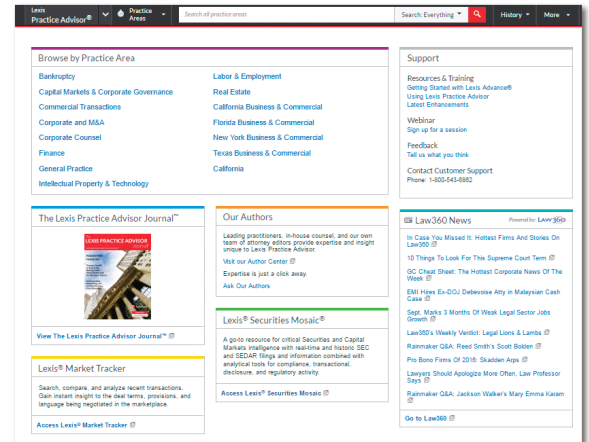 Lexis
Practice Advisor®
Practice
Areas
Search all practice areas
Search: Everything
History
More
Browse by Practice Area
Bankruptcy
Capital Markets & Corporate Governance
Commercial Transactions
Corporate and M&A
Corporate Counsel
Finance
General Practice
Intellectual Property & Technology
Labor & Employment
Real Estate
California Business & Commercial
Florida Business & Commercial
New York Business & Commercial
Texas Business & Commercial
California
Support
Resources & Training
Getting Started with Lexis Advance®
Using Lexis Practice Advisor
Latest Enhancements
Webinar
Sign up for a session
Feedback
Tell us what you think
Contact Customer Support
Phone: 1-800-543-6862
The Lexis Practice Advisor Journal™
LEXIS PRACTICE ADVISOR
View The Lexis Practice Advisor Journal™
Lexis® Market Tracker
Search, compare, and analyze recent transactions.
Gain instant insight to the deal terms, provisions, and
language being negotiated in the marketplace.
Access Lexis® Market Tracker
Our Authors
Leading practitioners, in-house counsel, and our own
team of attorney editors provide expertise and insight
unique to Lexis Practice Advisor.
Visit our Author Center
Expertise is just a click away.
Ask Our Authors
Lexis® Securities Mosaic®
A go-to resource for critical Securities and Capital
Markets intelligence with real-time and historic SEC
and SEDAR filings and information combined with
analytical tools for compliance, transactional,
disclosure, and regulatory activity.
Access Lexis® Securities Mosaic
Law360 News
Powered by: LAW360
In Case You Missed It: Hottest Firms And Stories On
Law360
10 Things To Look For This Supreme Court Term
GC Cheat Sheet: The Hottest Corporate News Of The
Week
EMI Hires Ex-DOJ Debevoise Atty in Malaysian Cash
Case
Sept. Marks 3 Months Of Weak Legal Sector Jobs
Growth
Law360's Weekly Verdict: Legal Lions & Lambs
Rainmaker Q&A: Reed Smith's Scott Bolden
Pro Bono Firms Of 2016: Skadden Arps
Lawyers Should Apologize More Often, Law Professor
Says
Rainmaker Q&A: Jackson Walker's Mary Emma Karam
Go to Law360